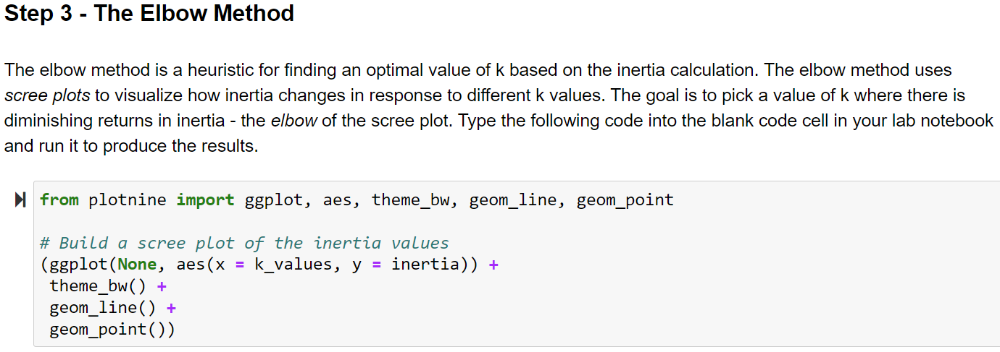 Step 3 - The Elbow Method
The elbow method is a heuristic for finding an optimal value of k based on the inertia calculation. The elbow method uses
scree plots to visualize how inertia changes in response to different k values. The goal is to pick a value of k where there is
diminishing returns in inertia - the elbow of the scree plot. Type the following code into the blank code cell in your lab notebook
and run it to produce the results.
from plotnine import ggplot, aes, theme_bw, geom_line, geom_point
# Build a scree plot of the inertia values
(ggplot(None, aes(x = k_values, y = inertia)) +
 theme_bw() +
 geom_line() +
 geom_point())